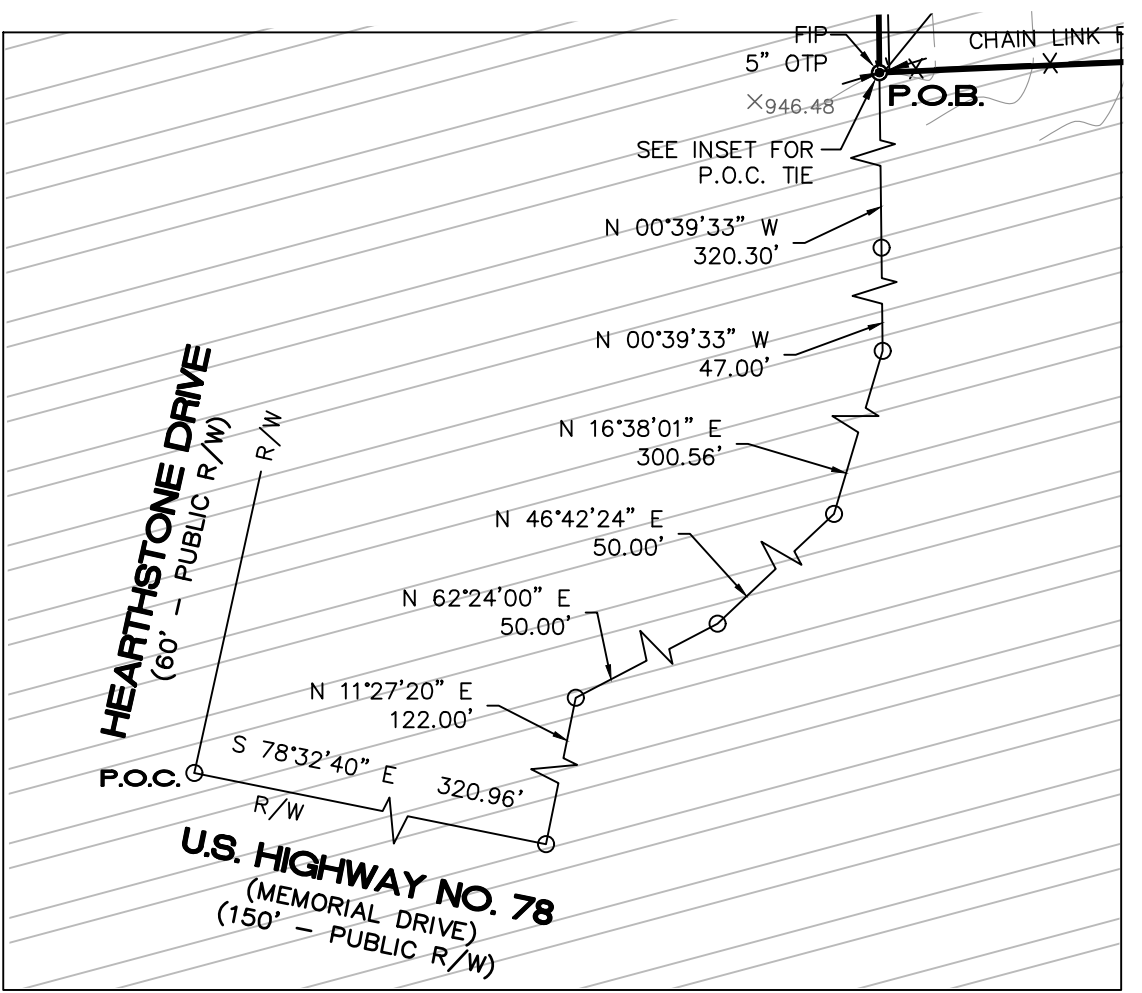 FIP
5" OTP
CHAIN LINK F
X
X
P.O.B.
×946.48
SEE INSET FOR
P.O.C. TIE
N 00°39'33" W
320.30'
N 00°39'33" W
47.00'
N 16°38'01" E
300.56'
N 46°42'24" E
50.00'
N 62°24'00" E
50.00'
N 11°27'20" E
122.00'
HEARTHSTONE DRIVE
(60' - PUBLIC R/W)
R/W
P.O.C.
S 78°32'40" E
320.96'
R/W
U.S. HIGHWAY NO. 78
(MEMORIAL DRIVE)
(150' - PUBLIC R/W)